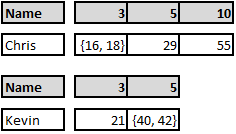 Name 3 5 10
Chris {16, 18} 29 55
Name 3 5
Kevin 21 {40, 42}